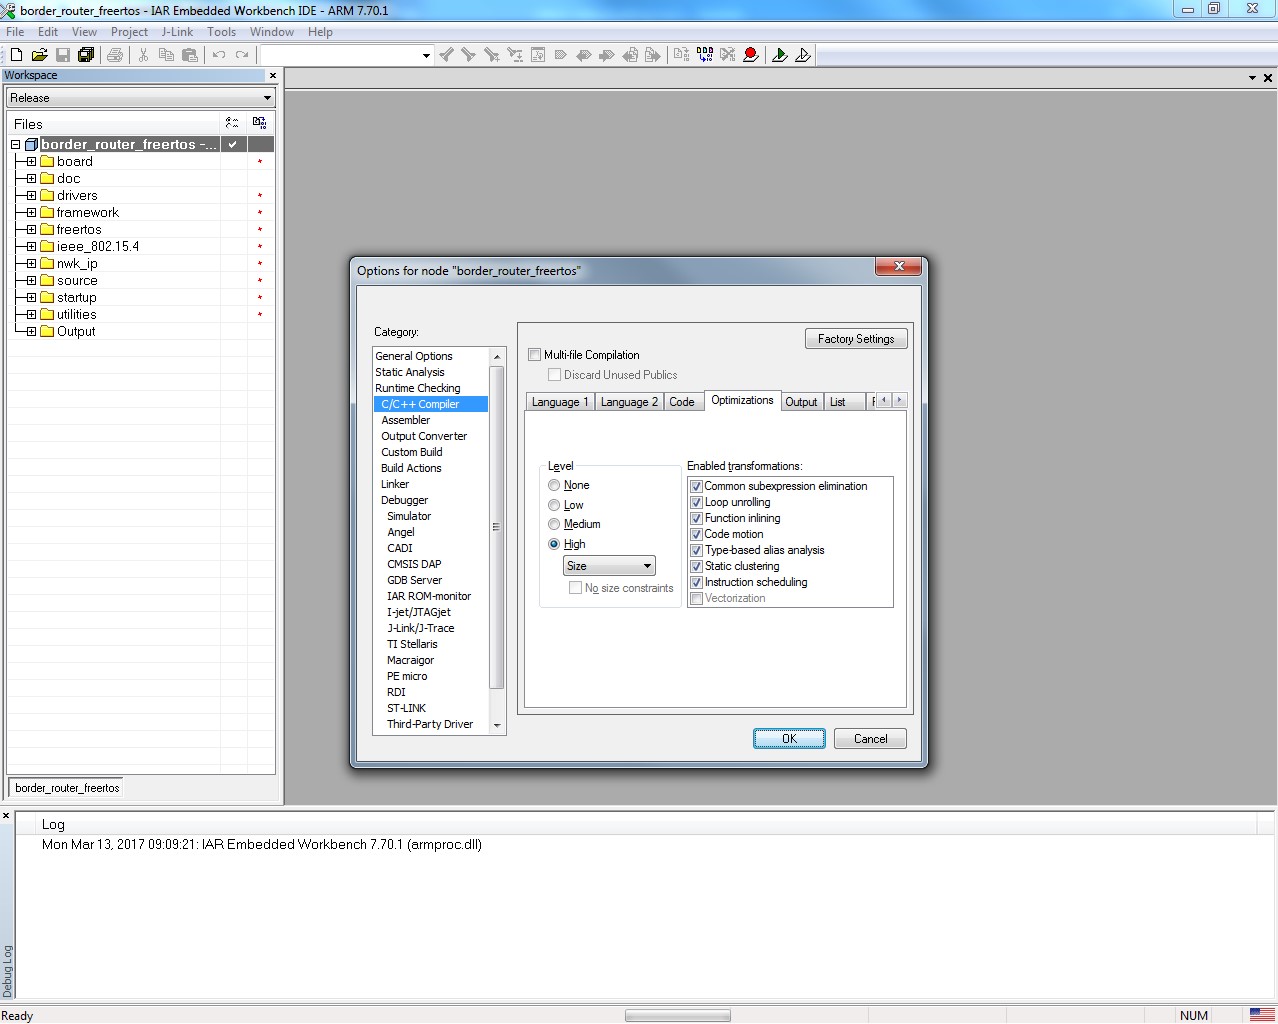 border_router_freertos - IAR Embedded Workbench IDE - ARM 7.70.1
File Edit View Project J-Link Tools Window Help
Workspace
Release
Files
border_router_freertos -...
board
doc
drivers
framework
freertos
ieee_802.15.4
nwk_ip
source
startup
utilities
Output
border_router_freertos
Options for node "border_router_freertos"
Category:
General Options
Static Analysis
Runtime Checking
C/C++ Compiler
Assembler
Output Converter
Custom Build
Build Actions
Linker
Debugger
Simulator
Angel
CADI
CMSIS DAP
GDB Server
IAR ROM-monitor
I-jet/JTAGjet
J-Link/J-Trace
TI Stellaris
Macraigor
PE micro
RDI
ST-LINK
Third-Party Driver
Factory Settings
Multi-file Compilation
Discard Unused Publics
Language 1 Language 2 Code Optimizations Output List
Level
None
Low
Medium
High
Size
No size constraints
Enabled transformations:
Common subexpression elimination
Loop unrolling
Function inlining
Code motion
Type-based alias analysis
Static clustering
Instruction scheduling
Vectorization
OK Cancel
Log
Mon Mar 13, 2017 09:09:21: IAR Embedded Workbench 7.70.1 (armproc.dll)
Debug Log
Ready
NUM